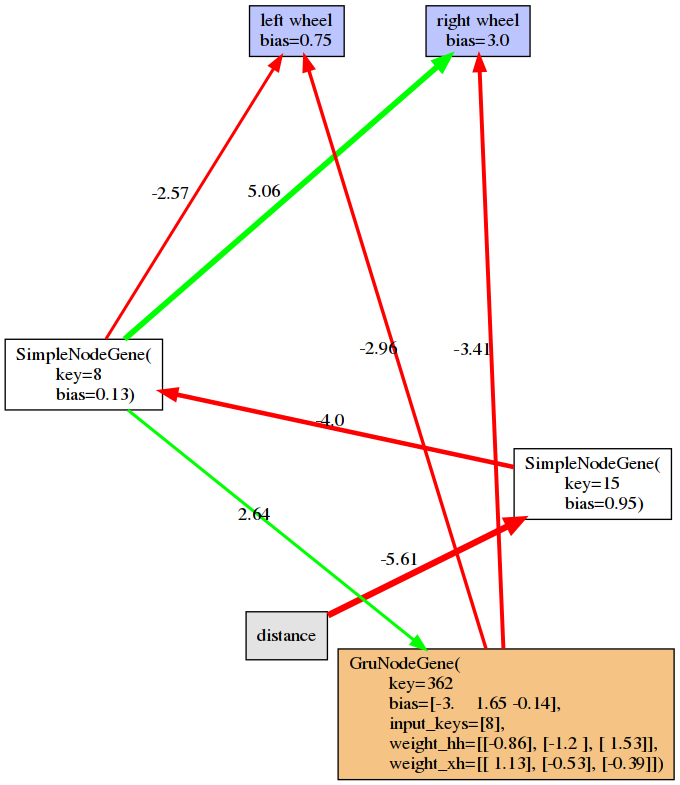 left wheel
bias=0.75
right wheel
bias=3.0
-2.57
5.06
-2.96
-3.41
SimpleNodeGene(
key=8
bias=0.13)
-4.0
SimpleNodeGene(
key=15
bias=0.95)
2.64
-5.61
distance
GruNodeGene(
key=362
bias=[-3.    1.65 -0.14],
input_keys=[8],
weight_hh=[[-0.86], [-1.2 ], [ 1.53]],
weight_xh=[[ 1.13], [-0.53], [-0.39]])